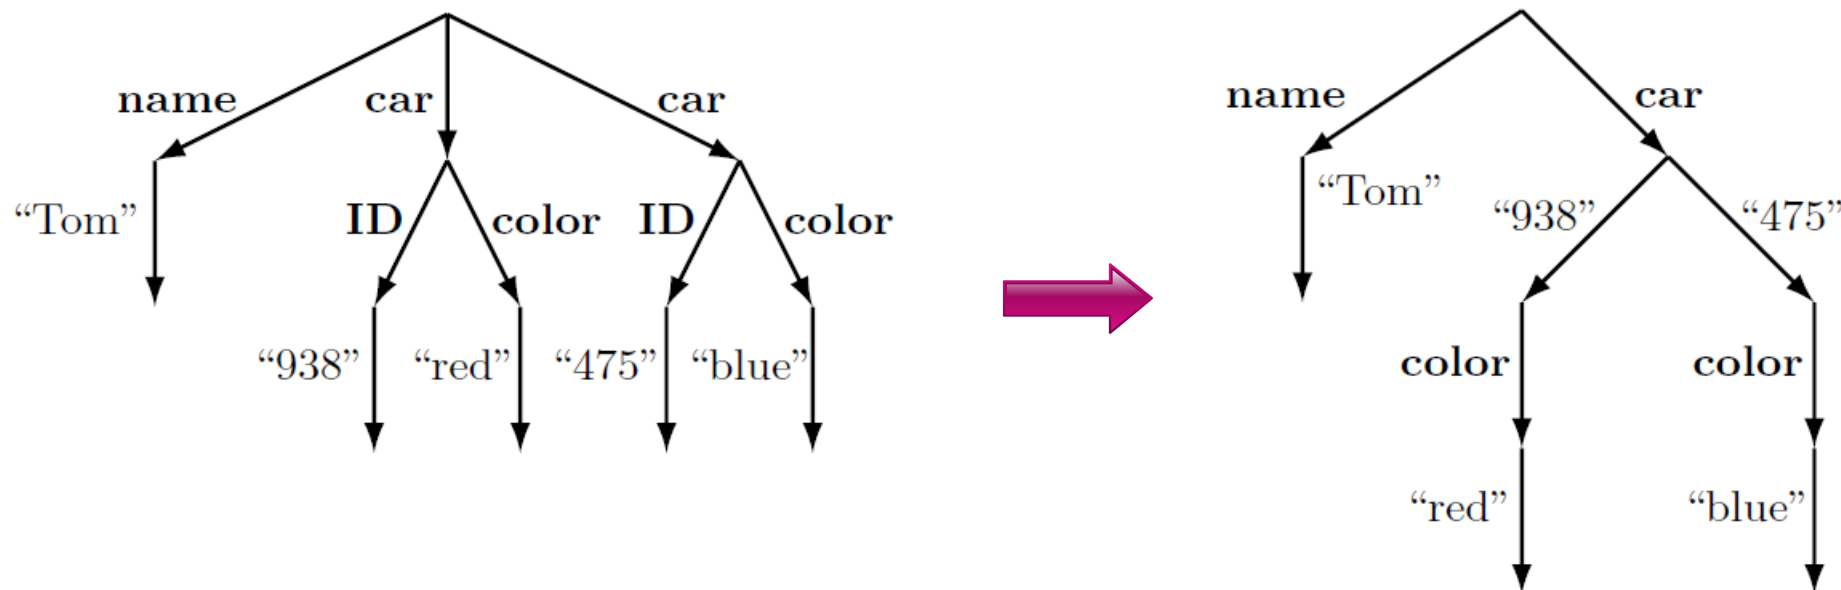 name car car
“Tom” ID color ID color
“938” “red” “475” “blue”
name car
“Tom” “938” “475”
color color
“red” “blue”